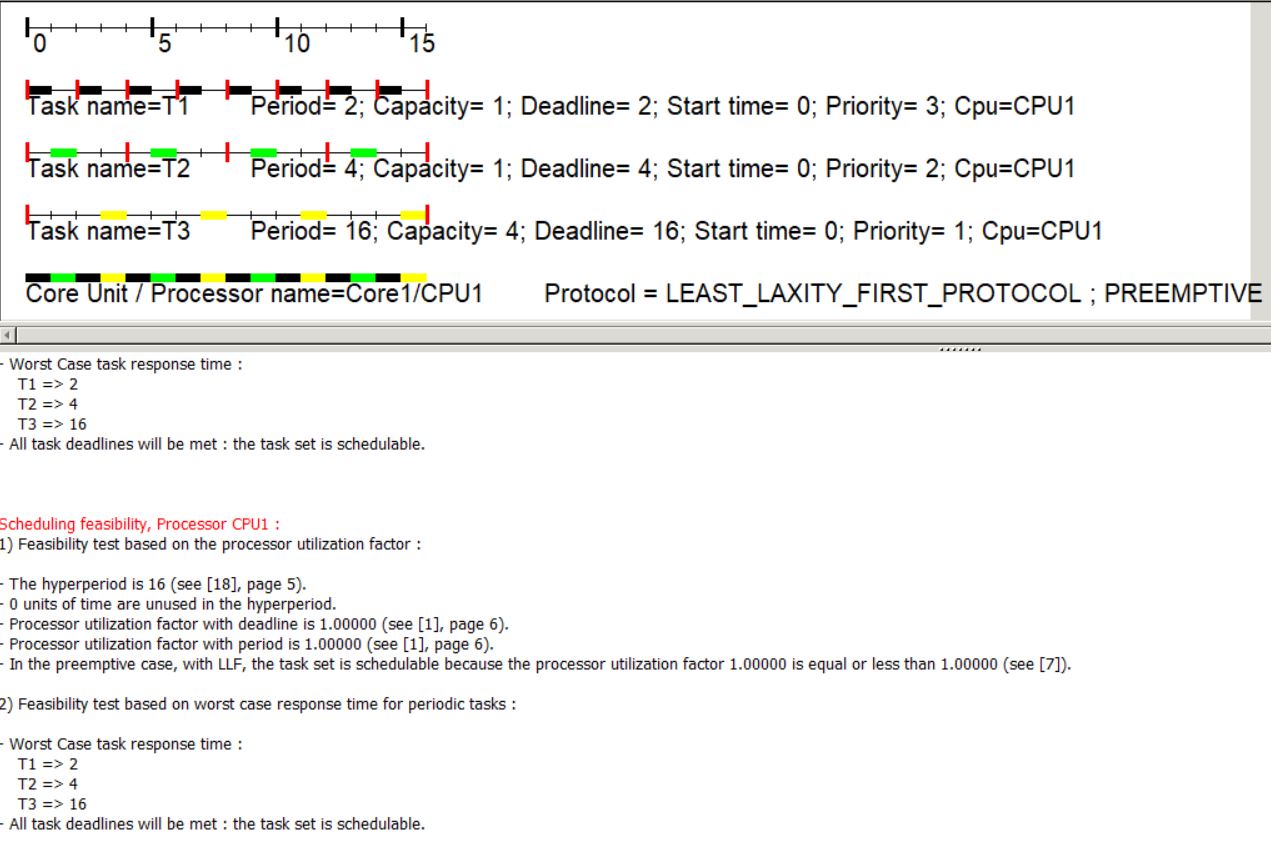 0 5 10 15
Task name=T1 Period= 2; Capacity= 1; Deadline= 2; Start time= 0; Priority= 3; Cpu=CPU1
Task name=T2 Period= 4; Capacity= 1; Deadline= 4; Start time= 0; Priority= 2; Cpu=CPU1
Task name=T3 Period= 16; Capacity= 4; Deadline= 16; Start time= 0; Priority= 1; Cpu=CPU1
Core Unit / Processor name=Core1/CPU1 Protocol = LEAST_LAXITY_FIRST_PROTOCOL ; PREEMPTIVE
- Worst Case task response time :
T1 => 2
T2 => 4
T3 => 16
- All task deadlines will be met : the task set is schedulable.
Scheduling feasibility, Processor CPU1 :
1) Feasibility test based on the processor utilization factor :
- The hyperperiod is 16 (see [18], page 5).
- 0 units of time are unused in the hyperperiod.
- Processor utilization factor with deadline is 1.00000 (see [1], page 6).
- Processor utilization factor with period is 1.00000 (see [1], page 6).
- In the preemptive case, with LLF, the task set is schedulable because the processor utilization factor 1.00000 is equal or less than 1.00000 (see [7]).
2) Feasibility test based on worst case response time for periodic tasks :
- Worst Case task response time :
T1 => 2
T2 => 4
T3 => 16
- All task deadlines will be met : the task set is schedulable.